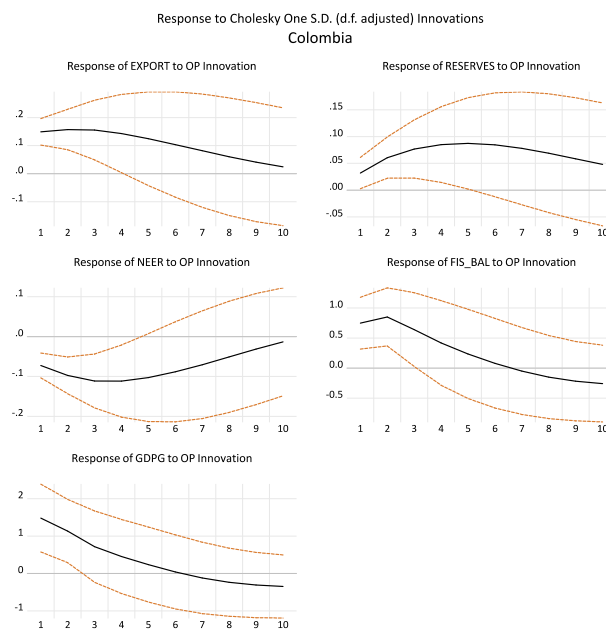 Response to Cholesky One S.D. (d.f. adjusted) Innovations
Colombia
Response of EXPORT to OP Innovation
.2
.1
.0
-.1
1 2 3 4 5 6 7 8 9 10
Response of RESERVES to OP Innovation
.15
.10
.05
.00
-.05
1 2 3 4 5 6 7 8 9 10
Response of NEER to OP Innovation
.1
.0
-.1
-.2
1 2 3 4 5 6 7 8 9 10
Response of FIS_BAL to OP Innovation
1.0
0.5
0.0
-0.5
1 2 3 4 5 6 7 8 9 10
Response of GDPG to OP Innovation
2
1
0
-1
1 2 3 4 5 6 7 8 9 10